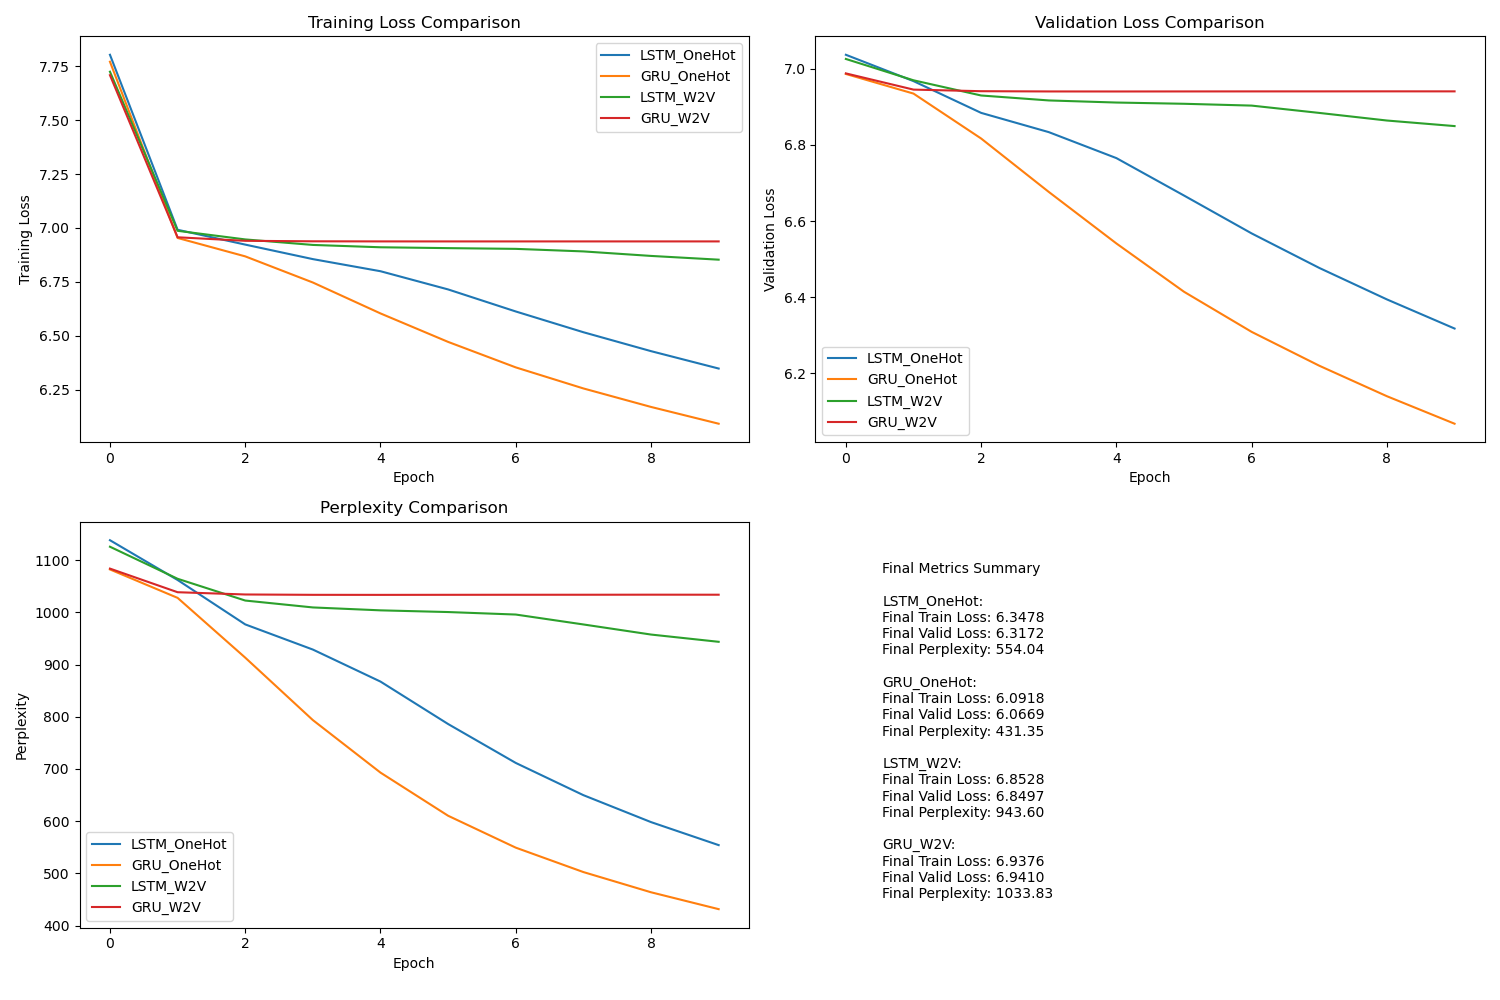 Training Loss Comparison
Training Loss
7.75
7.50
7.25
7.00
6.75
6.50
6.25
LSTM_OneHot
GRU_OneHot
LSTM_W2V
GRU_W2V
0 2 4 6 8
Epoch
Validation Loss Comparison
Validation Loss
7.0
6.8
6.6
6.4
6.2
LSTM_OneHot
GRU_OneHot
LSTM_W2V
GRU_W2V
0 2 4 6 8
Epoch
Perplexity Comparison
Perplexity
1100
1000
900
800
700
600
500
400
LSTM_OneHot
GRU_OneHot
LSTM_W2V
GRU_W2V
0 2 4 6 8
Epoch
Final Metrics Summary
LSTM_OneHot:
Final Train Loss: 6.3478
Final Valid Loss: 6.3172
Final Perplexity: 554.04
GRU_OneHot:
Final Train Loss: 6.0918
Final Valid Loss: 6.0669
Final Perplexity: 431.35
LSTM_W2V:
Final Train Loss: 6.8528
Final Valid Loss: 6.8497
Final Perplexity: 943.60
GRU_W2V:
Final Train Loss: 6.9376
Final Valid Loss: 6.9410
Final Perplexity: 1033.83